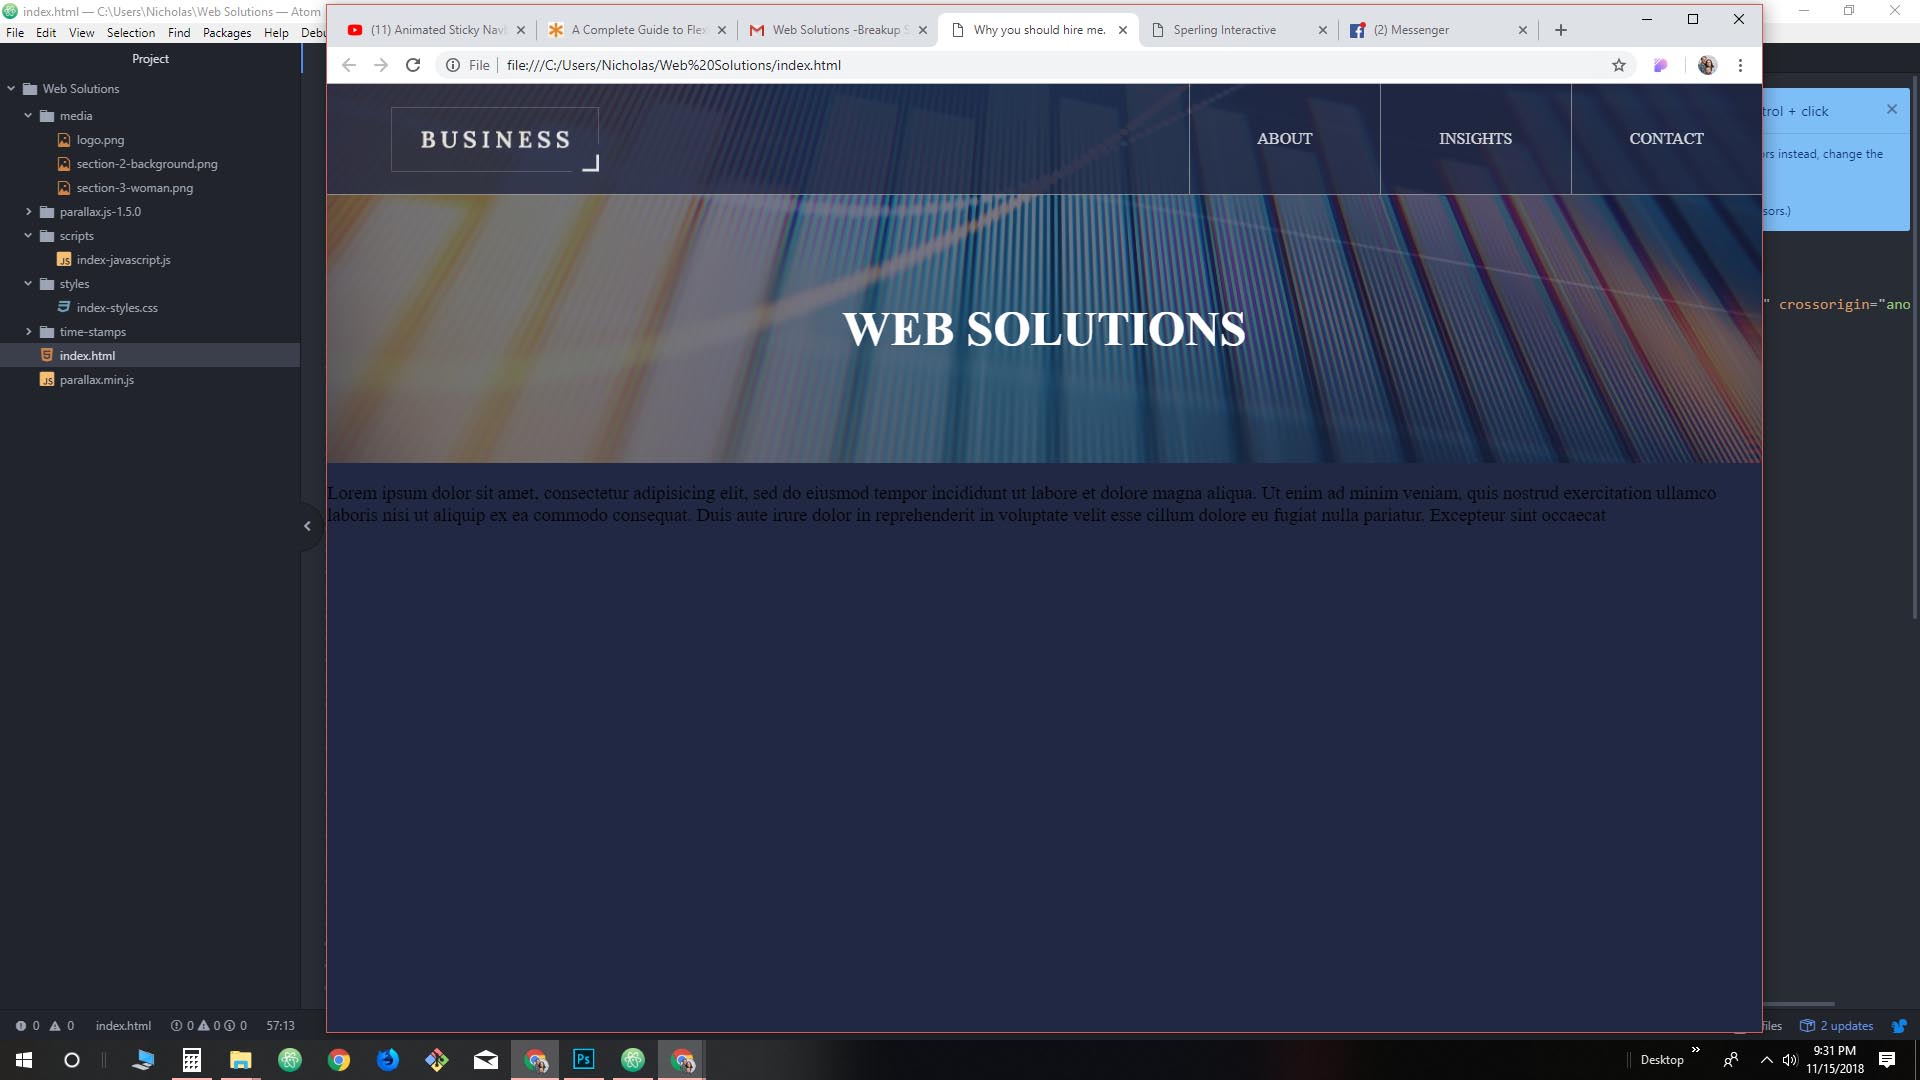 index.html — C:\Users\Nicholas\Web Solutions — Atom
File Edit View Selection Find Packages Help Debu
Project
Web Solutions
media
logo.png
section-2-background.png
section-3-woman.png
parallax.js-1.5.0
scripts
index-javascript.js
styles
index-styles.css
time-stamps
index.html
parallax.min.js
(11) Animated Sticky Nav
A Complete Guide to Flex
Web Solutions -Breakup S
Why you should hire me.
Sperling Interactive
(2) Messenger
File file:///C:/Users/Nicholas/Web%20Solutions/index.html
BUSINESS
ABOUT INSIGHTS CONTACT
WEB SOLUTIONS
Lorem ipsum dolor sit amet, consectetur adipisicing elit, sed do eiusmod tempor incididunt ut labore et dolore magna aliqua. Ut enim ad minim veniam, quis nostrud exercitation ullamco
laboris nisi ut aliquip ex ea commodo consequat. Duis aute irure dolor in reprehenderit in voluptate velit esse cillum dolore eu fugiat nulla pariatur. Excepteur sint occaecat
trol + click
rs instead, change the
sors.)
" crossorigin="ano
0 0 index.html 0 0 0 57:13
files 2 updates
Ps
Desktop
9:31 PM
11/15/2018